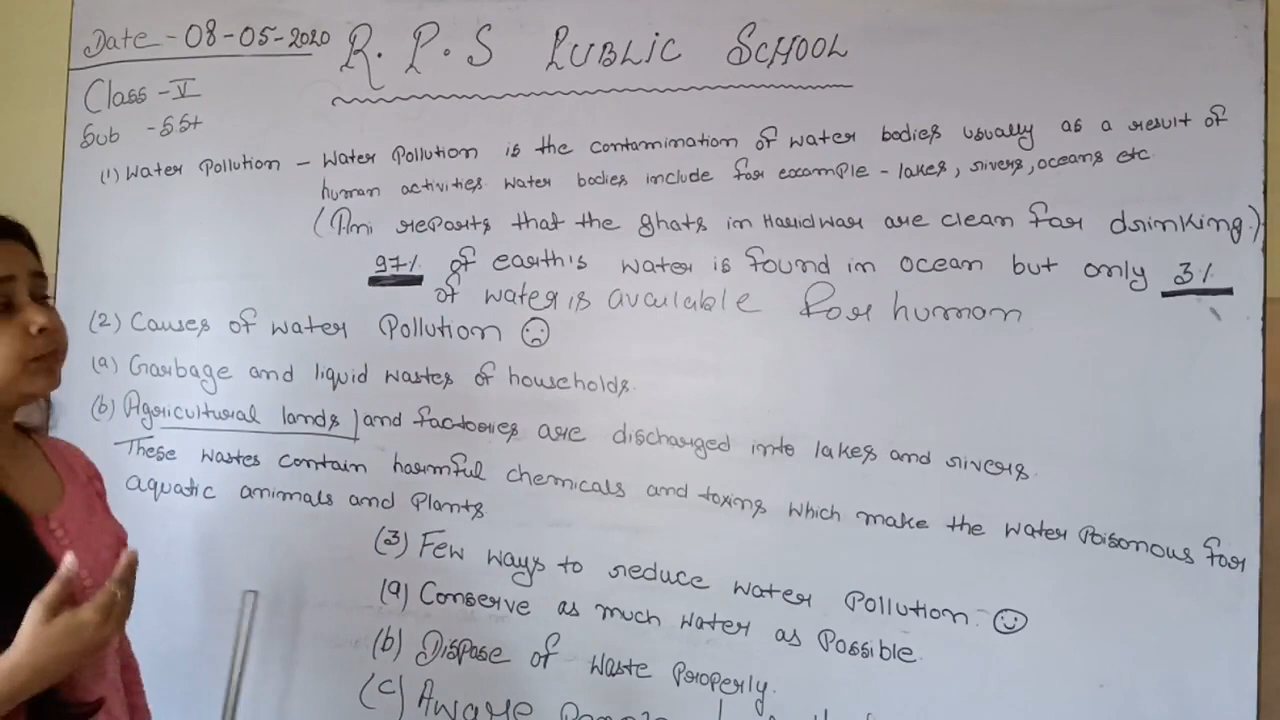 Date - 08-05-2020
R.P.S PUBLIC SCHOOL
Class - V
Sub - SSt
(1) Water Pollution - Water Pollution is the contamination of water bodies usually as a result of
human activities water bodies include for example - lakes, rivers, oceans etc
reports that the ghats in Haridwar are clean for drinking.)
97% of earth's water is found in ocean but only 3%
of water is available for human
(2) Causes of water Pollution ☹
(a) Garbage and liquid wastes of households.
(b) Agricultural lands and factories are discharged into lakes and rivers.
These wastes contain harmful chemicals and toxins which make the water Poisonous for
aquatic animals and Plants
(3) Few ways to reduce water Pollution. ☺
(a) Conserve as much water as Possible.
(b) Dispose of waste Properly.
(c) Aware